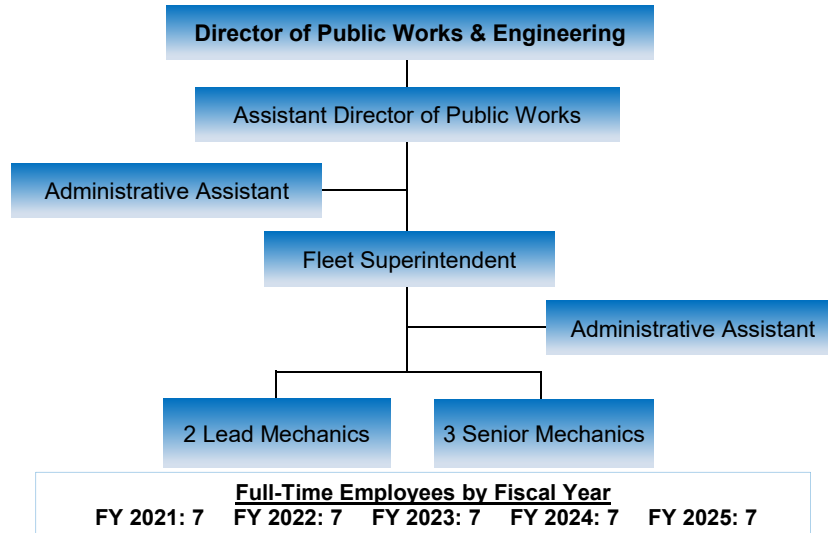 Director of Public Works & Engineering
Assistant Director of Public Works
Administrative Assistant
Fleet Superintendent
Administrative Assistant
2 Lead Mechanics
3 Senior Mechanics
Full-Time Employees by Fiscal Year
FY 2021: 7 FY 2022: 7 FY 2023: 7 FY 2024: 7 FY 2025: 7